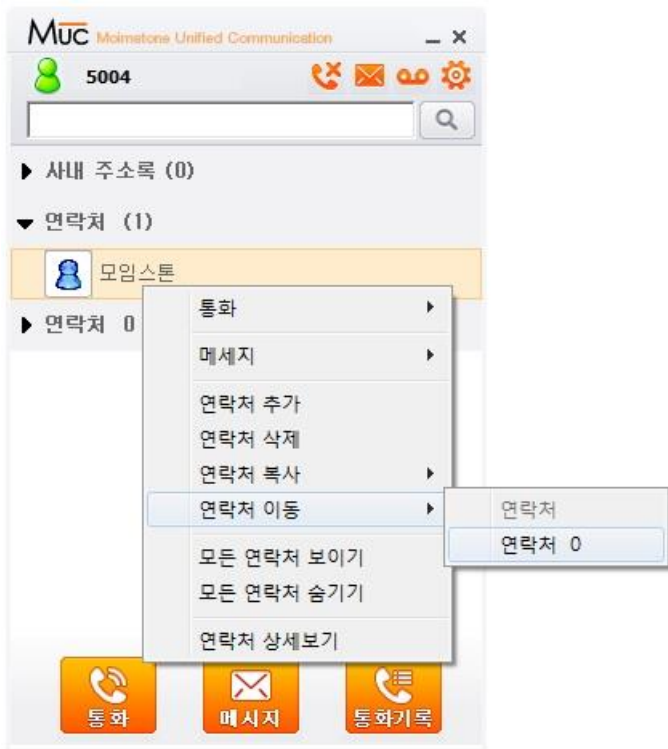 MUC Moimstone Unified Communication
5004
사내 주소록 (0)
연락처 (1)
모임스톤
연락처 0
통화
메세지
연락처 추가
연락처 삭제
연락처 복사
연락처 이동
연락처
연락처 0
모든 연락처 보이기
모든 연락처 숨기기
연락처 상세보기
통화 메시지 통화기록